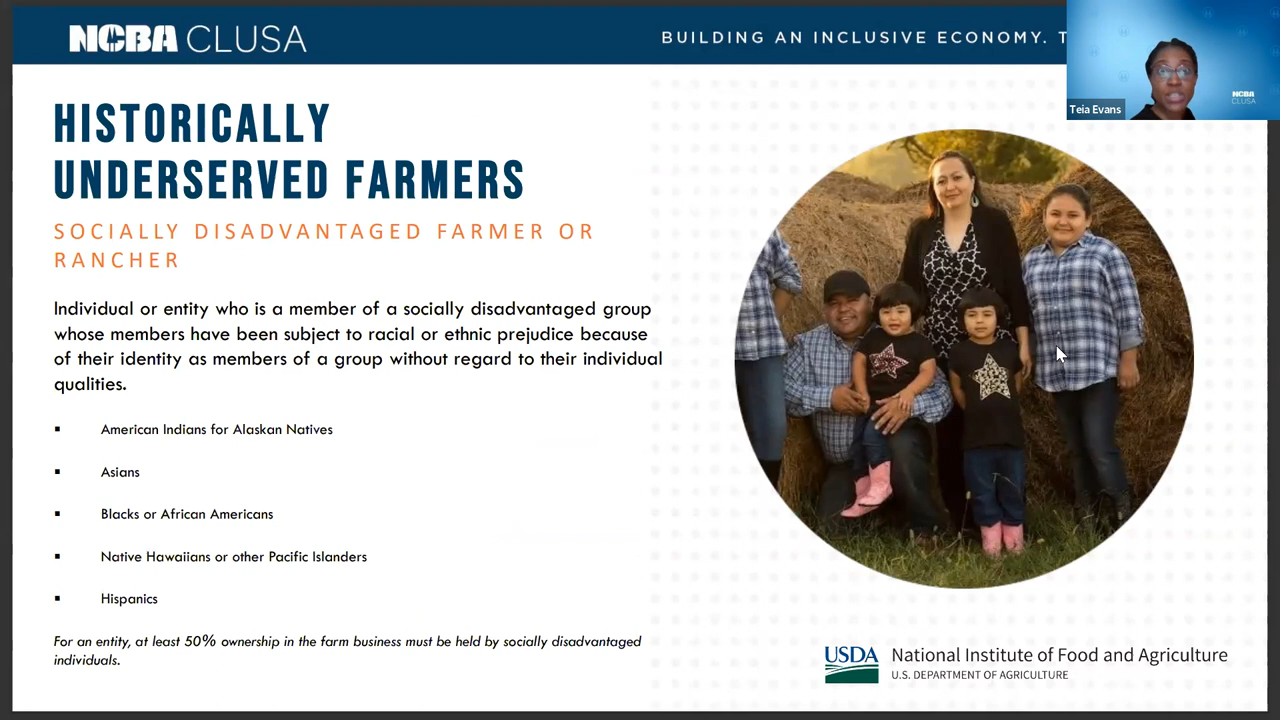 NCBA CLUSA
BUILDING AN INCLUSIVE ECONOMY. T
Teia Evans
NCBA
CLUSA
HISTORICALLY
UNDERSERVED FARMERS
SOCIALLY DISADVANTAGED FARMER OR
RANCHER
Individual or entity who is a member of a socially disadvantaged group
whose members have been subject to racial or ethnic prejudice because
of their identity as members of a group without regard to their individual
qualities.
▪ American Indians for Alaskan Natives
▪ Asians
▪ Blacks or African Americans
▪ Native Hawaiians or other Pacific Islanders
▪ Hispanics
For an entity, at least 50% ownership in the farm business must be held by socially disadvantaged
individuals.
USDA National Institute of Food and Agriculture
U.S. DEPARTMENT OF AGRICULTURE